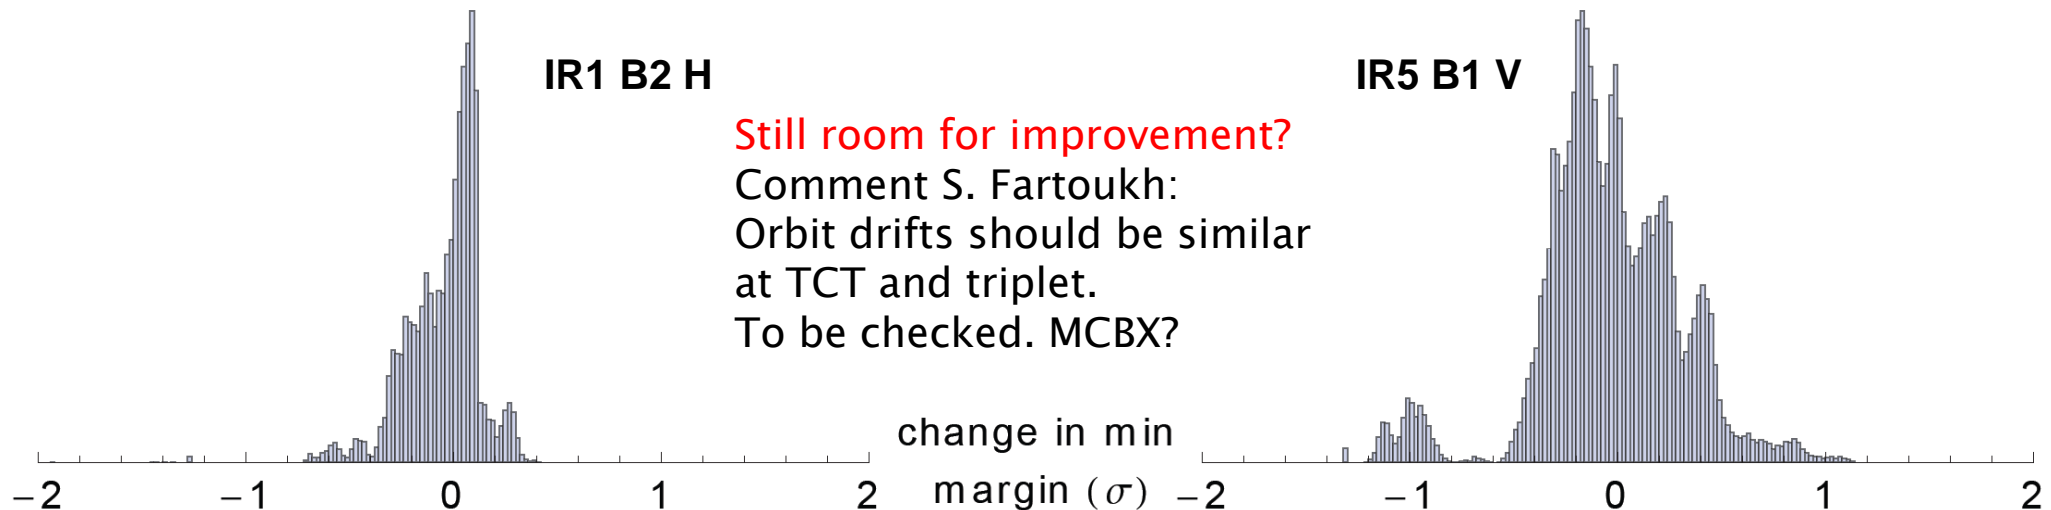 IR1 B2 H
IR5 B1 V
Still room for improvement?
Comment S. Fartoukh:
Orbit drifts should be similar
at TCT and triplet.
To be checked. MCBX?
change in min
margin (σ)
−2 −1 0 1 2
−2 −1 0 1 2